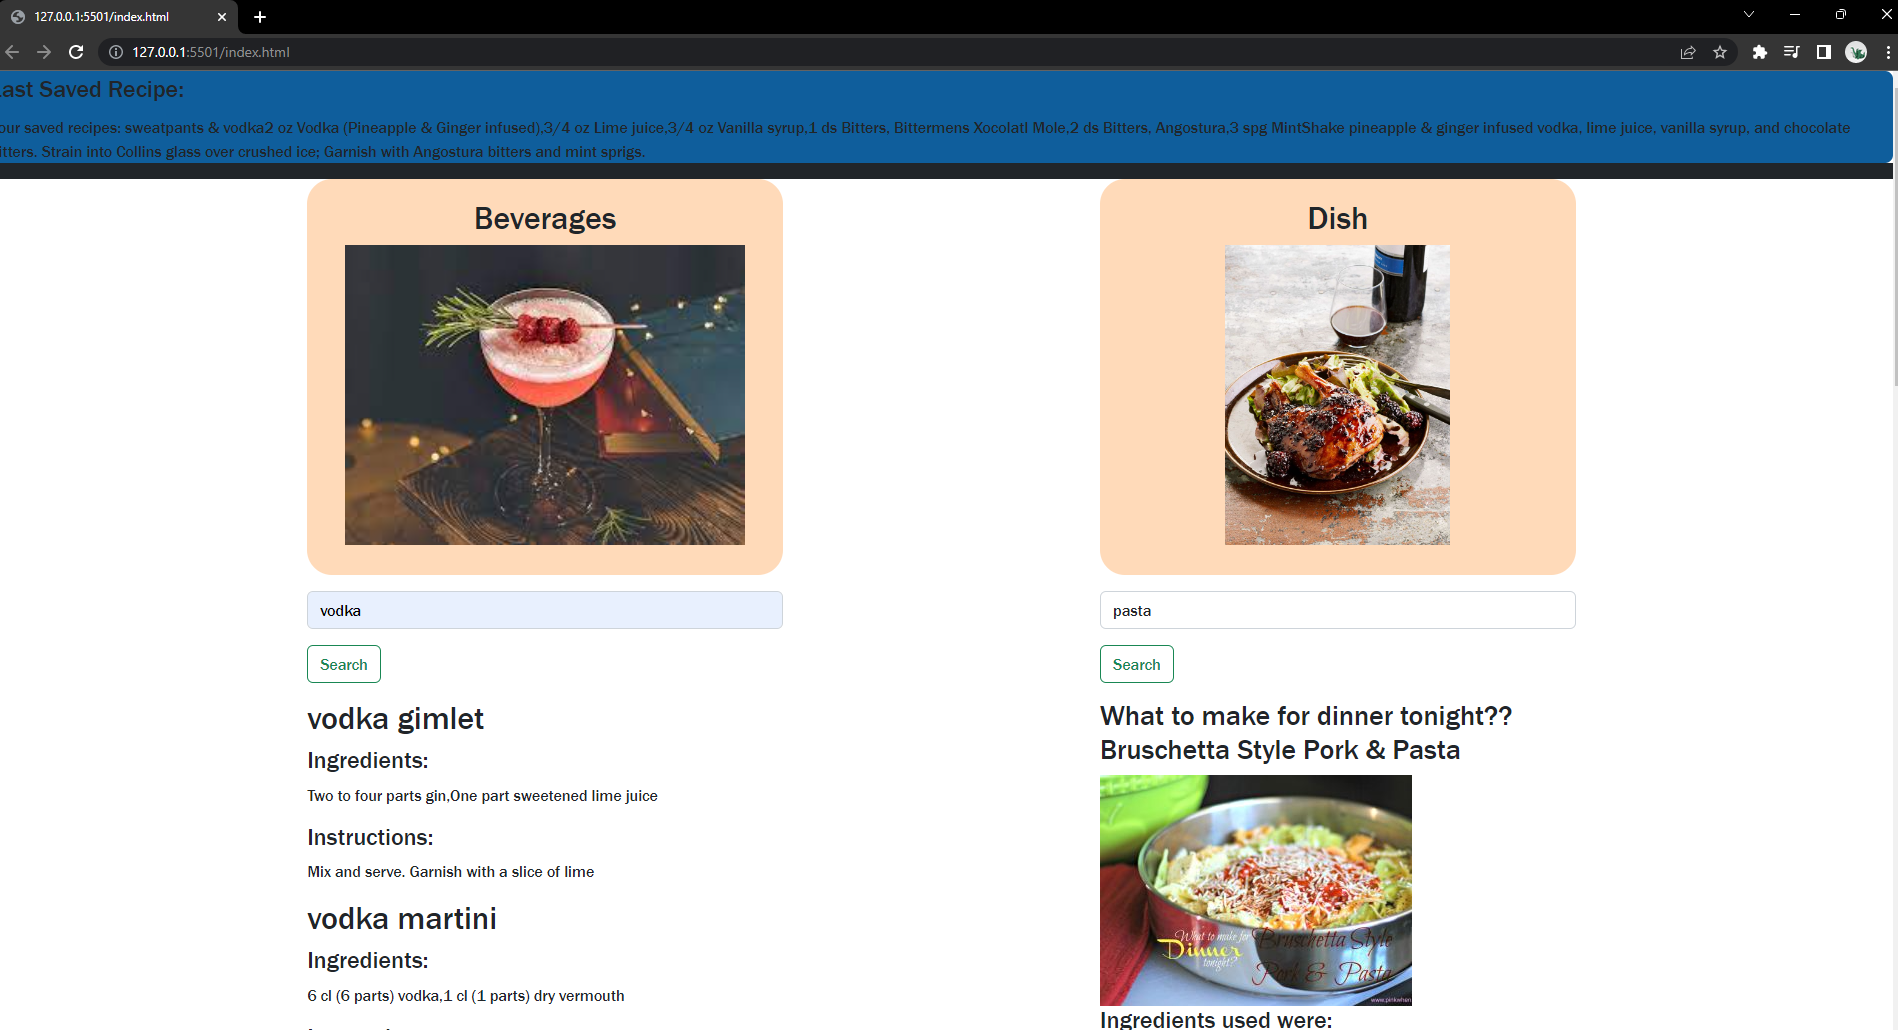 127.0.0.1:5501/index.html
127.0.0.1:5501/index.html
ast Saved Recipe:
our saved recipes: sweatpants & vodka2 oz Vodka (Pineapple & Ginger infused),3/4 oz Lime juice,3/4 oz Vanilla syrup,1 ds Bitters, Bittermens Xocolatl Mole,2 ds Bitters, Angostura,3 spg MintShake pineapple & ginger infused vodka, lime juice, vanilla syrup, and chocolate
itters. Strain into Collins glass over crushed ice; Garnish with Angostura bitters and mint sprigs.
Beverages
vodka
Search
vodka gimlet
Ingredients:
Two to four parts gin,One part sweetened lime juice
Instructions:
Mix and serve. Garnish with a slice of lime
vodka martini
Ingredients:
6 cl (6 parts) vodka,1 cl (1 parts) dry vermouth
Dish
pasta
Search
What to make for dinner tonight??
Bruschetta Style Pork & Pasta
What to make for
Dinner
tonight?
Bruschetta Style
Pork & Pasta
www.pinkwhen
Ingredients used were: